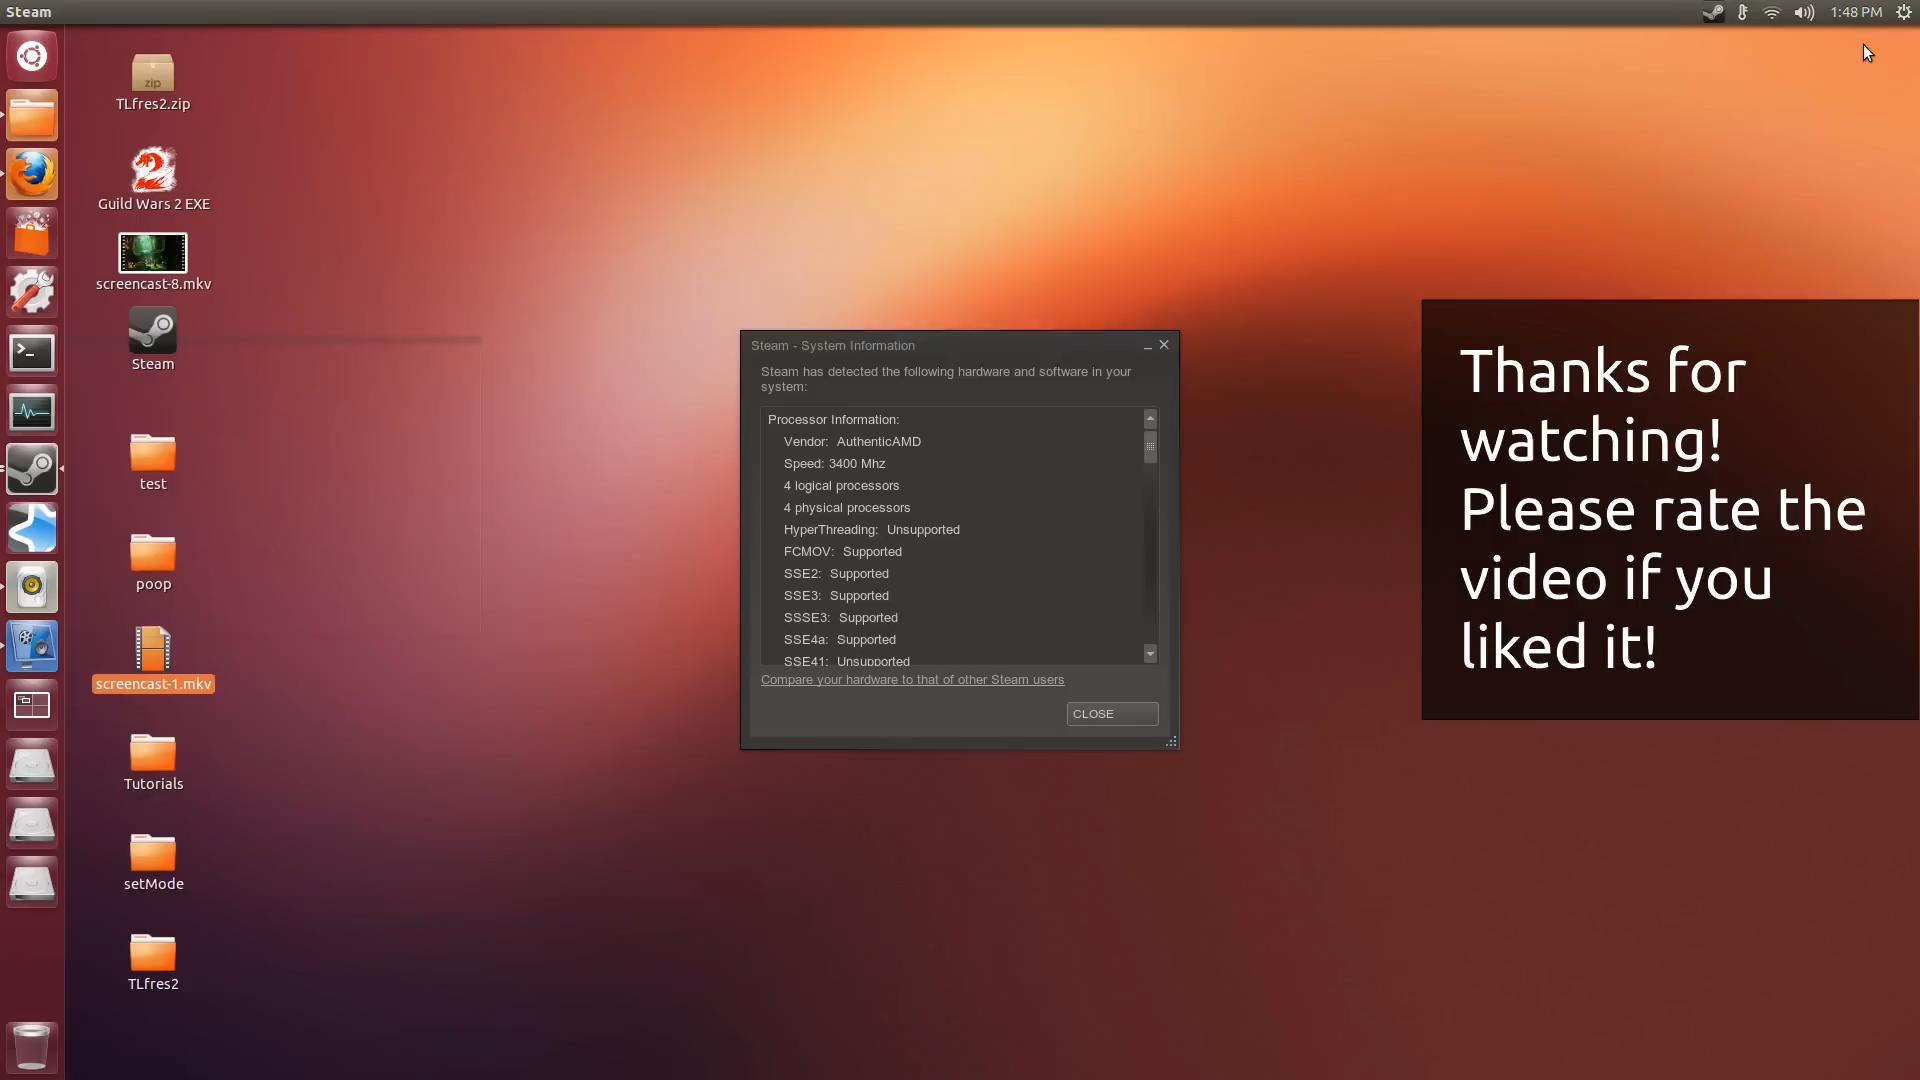 Steam
1:48 PM
zip
TLfres2.zip
Guild Wars 2 EXE
screencast-8.mkv
Steam
test
poop
screencast-1.mkv
Tutorials
setMode
TLfres2
Steam - System Information
Steam has detected the following hardware and software in your
system:
Processor Information:
Vendor: AuthenticAMD
Speed: 3400 Mhz
4 logical processors
4 physical processors
HyperThreading: Unsupported
FCMOV: Supported
SSE2: Supported
SSE3: Supported
SSSE3: Supported
SSE4a: Supported
SSE41: Unsupported
Compare your hardware to that of other Steam users
CLOSE
Thanks for
watching!
Please rate the
video if you
liked it!